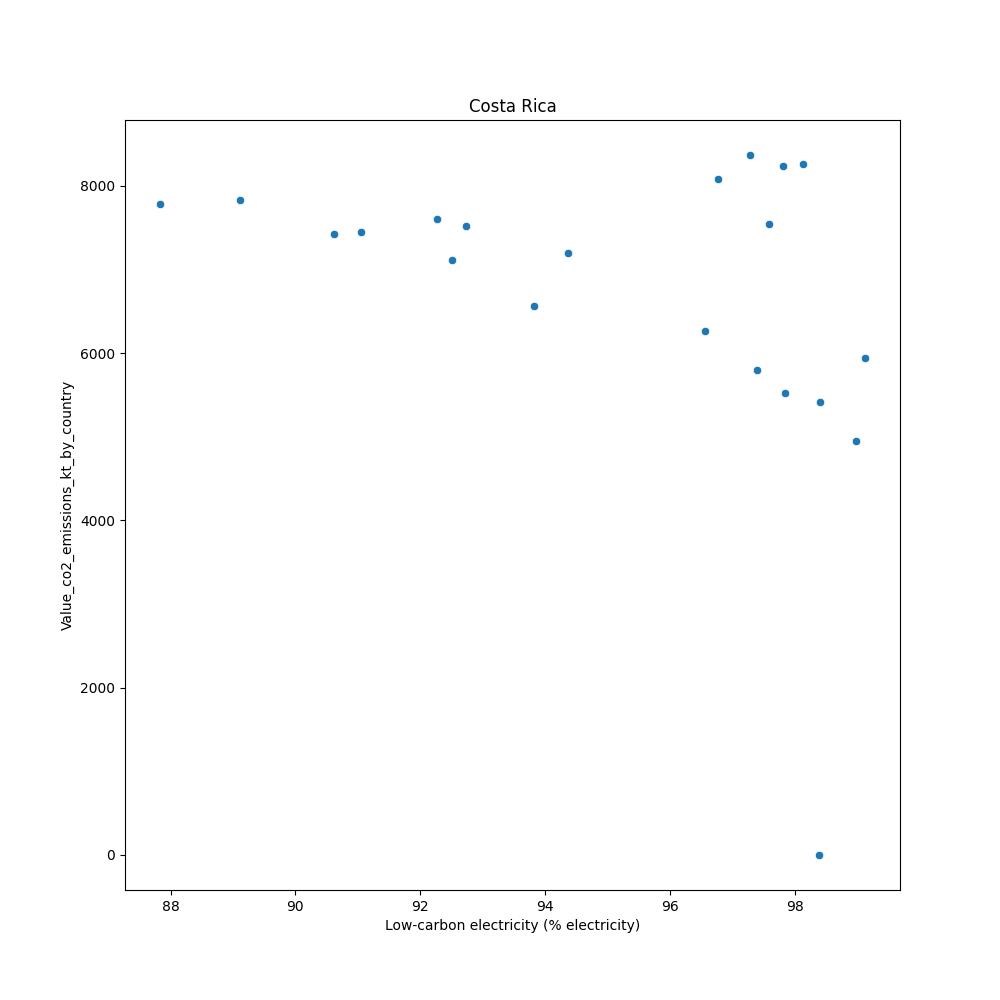 Costa Rica
8000
6000
4000
2000
0
Value_co2_emissions_kt_by_country
88 90 92 94 96 98
Low-carbon electricity (% electricity)